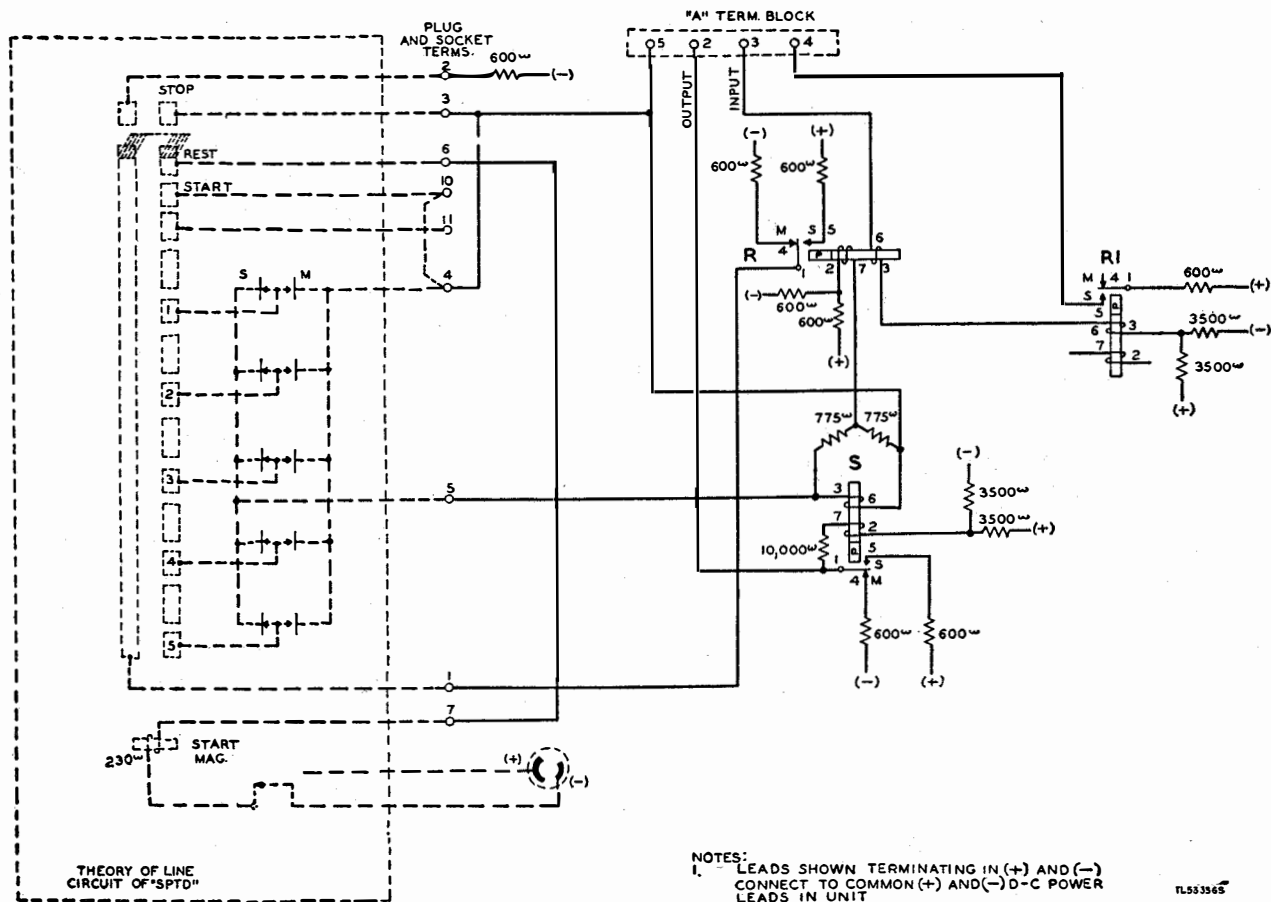 "A" TERM. BLOCK
5 2 3 4
PLUG
AND SOCKET
TERMS.
2
600ω
(-)
STOP
3
OUTPUT
INPUT
6
REST
10
START
11
4
S M
1
2
3
4
5
5
1
7
230ω
START
MAG.
(+)
(-)
THEORY OF LINE
CIRCUIT OF "SPTD"
(-) (+)
600ω 600ω
M S 5
4
R
1
P
2 7 3
6
(-)
600ω
600ω
(+)
R1
M 4 1
S
600ω
(+)
P
5
6 3
3500ω
(-)
7 2
3500ω
(+)
775ω 775ω
S
3 6
7 2
P
(-)
3500ω
3500ω
(+)
10,000ω
5
1 S
4 M
600ω 600ω
(-) (+)
NOTES:
1. LEADS SHOWN TERMINATING IN (+) AND (-)
CONNECT TO COMMON (+) AND (-) D-C POWER
LEADS IN UNIT
TL53356S